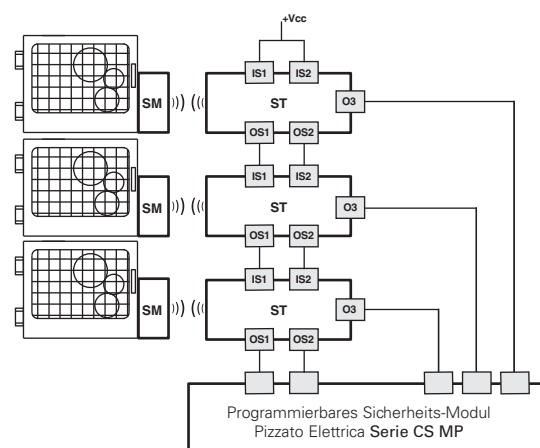 +Vcc
IS1 IS2
SM ST O3
OS1 OS2
IS1 IS2
SM ST O3
OS1 OS2
IS1 IS2
SM ST O3
OS1 OS2
Programmierbares Sicherheits-Modul
Pizzato Elettrica Serie CS MP